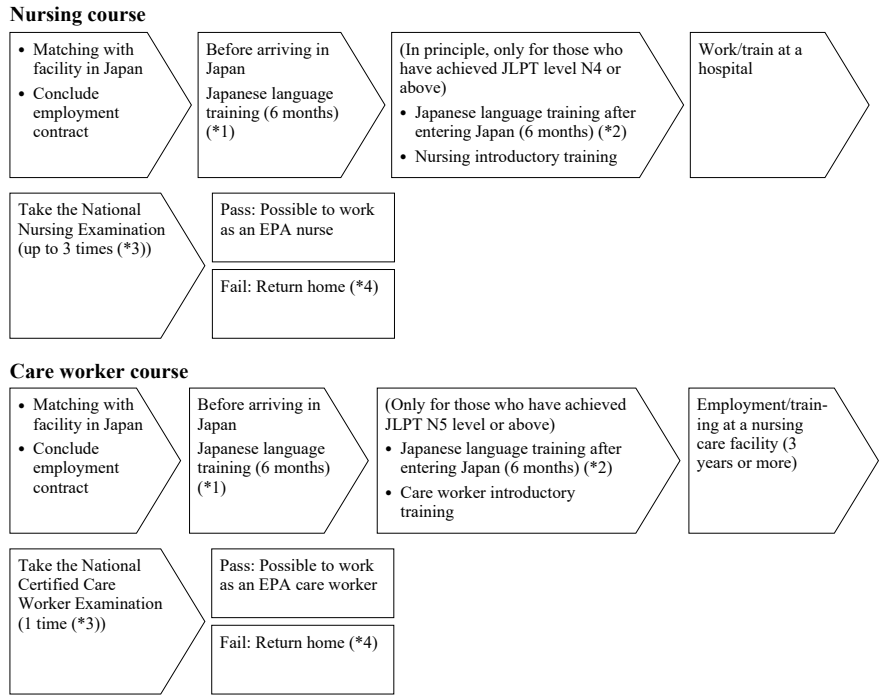 Nursing course
• Matching with
facility in Japan
• Conclude
employment
contract
Before arriving in
Japan
Japanese language
training (6 months)
(*1)
(In principle, only for those who
have achieved JLPT level N4 or
above)
• Japanese language training after
entering Japan (6 months) (*2)
• Nursing introductory training
Work/train at a
hospital
Take the National
Nursing Examination
(up to 3 times (*3))
Pass: Possible to work
as an EPA nurse
Fail: Return home (*4)
Care worker course
• Matching with
facility in Japan
• Conclude
employment
contract
Before arriving in
Japan
Japanese language
training (6 months)
(*1)
(Only for those who have achieved
JLPT N5 level or above)
• Japanese language training after
entering Japan (6 months) (*2)
• Care worker introductory
training
Employment/train-
ing at a nursing
care facility (3
years or more)
Take the National
Certified Care
Worker Examination
(1 time (*3))
Pass: Possible to work
as an EPA care worker
Fail: Return home (*4)